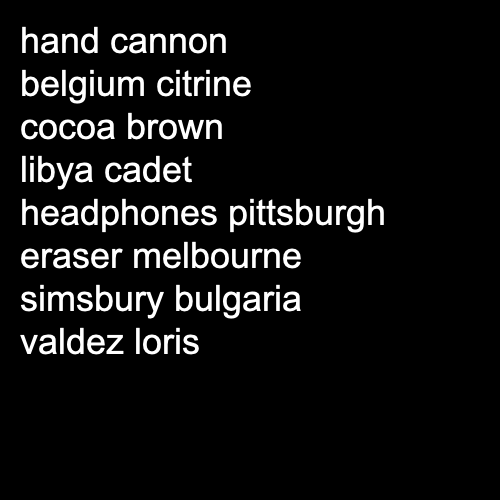 hand cannon
belgium citrine
cocoa brown
libya cadet
headphones pittsburgh
eraser melbourne
simsbury bulgaria
valdez loris